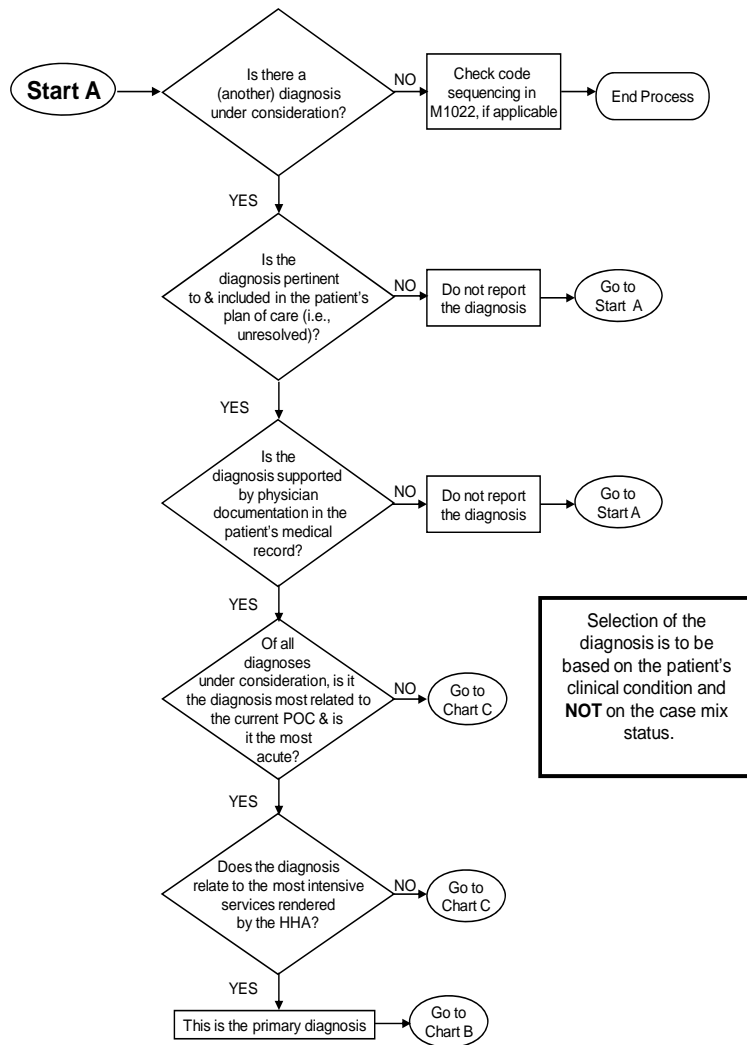 Start A
Is there a
(another) diagnosis
under consideration?
NO
Check code
sequencing in
M1022, if applicable
End Process
YES
Is the
diagnosis pertinent
to & included in the patient's
plan of care (i.e.,
unresolved)?
NO
Do not report
the diagnosis
Go to
Start A
YES
Is the
diagnosis supported
by physician
documentation in the
patient's medical
record?
NO
Do not report
the diagnosis
Go to
Start A
YES
Of all
diagnoses
under consideration, is it
the diagnosis most related to
the current POC & is
it the most
acute?
NO
Go to
Chart C
Selection of the
diagnosis is to be
based on the patient's
clinical condition and
NOT on the case mix
status.
YES
Does the diagnosis
relate to the most intensive
services rendered
by the HHA?
NO
Go to
Chart C
YES
This is the primary diagnosis
Go to
Chart B